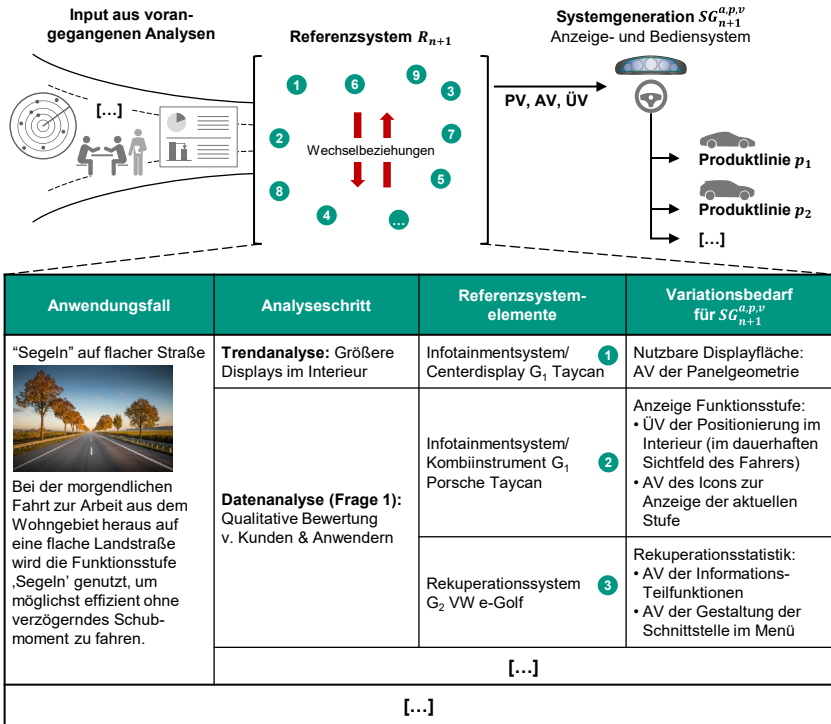 Input aus voran-
gegangenen Analysen
[...]
Referenzsystem R_{n+1}
1
6
9
3
2
Wechselbeziehungen
7
8
5
4
...
PV, AV, ÜV
Systemgeneration SG_{n+1}^{a,p,v}
Anzeige- und Bediensystem
Produktlinie p_1
Produktlinie p_2
[...]
Anwendungsfall
Analyseschritt
Referenzsystem-
elemente
Variationsbedarf
für SG_{n+1}^{a,p,v}
“Segeln” auf flacher Straße
Bei der morgendlichen
Fahrt zur Arbeit aus dem
Wohngebiet heraus auf
eine flache Landstraße
wird die Funktionsstufe
‚Segeln’ genutzt, um
möglichst effizient ohne
verzögerndes Schub-
moment zu fahren.
Trendanalyse: Größere
Displays im Interieur
Infotainmentsystem/
Centerdisplay G₁ Taycan
1
Nutzbare Displayfläche:
AV der Panelgeometrie
Datenanalyse (Frage 1):
Qualitative Bewertung
v. Kunden & Anwendern
Infotainmentsystem/
Kombiinstrument G₁
Porsche Taycan
2
Anzeige Funktionsstufe:
• ÜV der Positionierung im
Interieur (im dauerhaften
Sichtfeld des Fahrers)
• AV des Icons zur
Anzeige der aktuellen
Stufe
Rekuperationssystem
G₂ VW e-Golf
3
Rekuperationsstatistik:
• AV der Informations-
Teilfunktionen
• AV der Gestaltung der
Schnittstelle im Menü
[...]
[...]